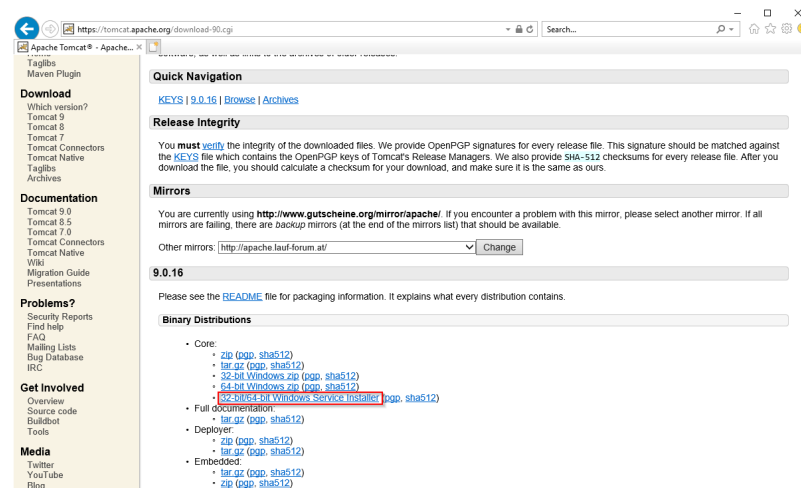 https://tomcat.apache.org/download-90.cgi
Search...
Apache Tomcat® - Apache...
Taglibs
Maven Plugin
Download
Which version?
Tomcat 9
Tomcat 8
Tomcat 7
Tomcat Connectors
Tomcat Native
Taglibs
Archives
Documentation
Tomcat 9.0
Tomcat 8.5
Tomcat 7.0
Tomcat Connectors
Tomcat Native
Wiki
Migration Guide
Presentations
Problems?
Security Reports
Find help
FAQ
Mailing Lists
Bug Database
IRC
Get Involved
Overview
Source code
Buildbot
Tools
Media
Twitter
YouTube
Blog
software, as well as links to the archives of older releases.
Quick Navigation
KEYS | 9.0.16 | Browse | Archives
Release Integrity
You must verify the integrity of the downloaded files. We provide OpenPGP signatures for every release file. This signature should be matched against
the KEYS file which contains the OpenPGP keys of Tomcat's Release Managers. We also provide SHA-512 checksums for every release file. After you
download the file, you should calculate a checksum for your download, and make sure it is the same as ours.
Mirrors
You are currently using http://www.gutscheine.org/mirror/apache/. If you encounter a problem with this mirror, please select another mirror. If all
mirrors are failing, there are backup mirrors (at the end of the mirrors list) that should be available.
Other mirrors: http://apache.lauf-forum.at/ Change
9.0.16
Please see the README file for packaging information. It explains what every distribution contains.
Binary Distributions
• Core:
◦ zip (pgp, sha512)
◦ tar.gz (pgp, sha512)
◦ 32-bit Windows zip (pgp, sha512)
◦ 64-bit Windows zip (pgp, sha512)
◦ 32-bit/64-bit Windows Service Installer (pgp, sha512)
• Full documentation:
◦ tar.gz (pgp, sha512)
• Deployer:
◦ zip (pgp, sha512)
◦ tar.gz (pgp, sha512)
• Embedded:
◦ tar.gz (pgp, sha512)
◦ zip (pgp, sha512)